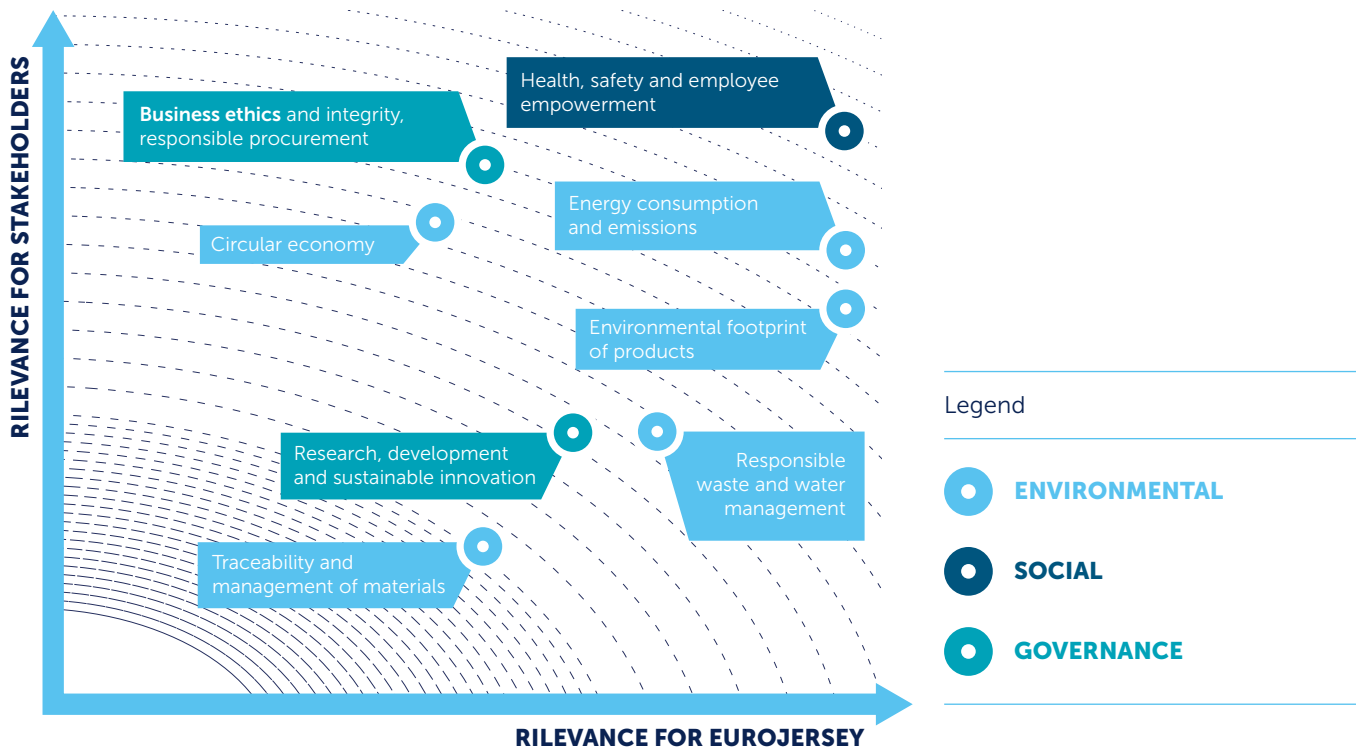 RILEVANCE FOR STAKEHOLDERS
Health, safety and employee
empowerment
Business ethics and integrity,
responsible procurement
Energy consumption
and emissions
Circular economy
Environmental footprint
of products
Research, development
and sustainable innovation
Responsible
waste and water
management
Traceability and
management of materials
RILEVANCE FOR EUROJERSEY
Legend
ENVIRONMENTAL
SOCIAL
GOVERNANCE